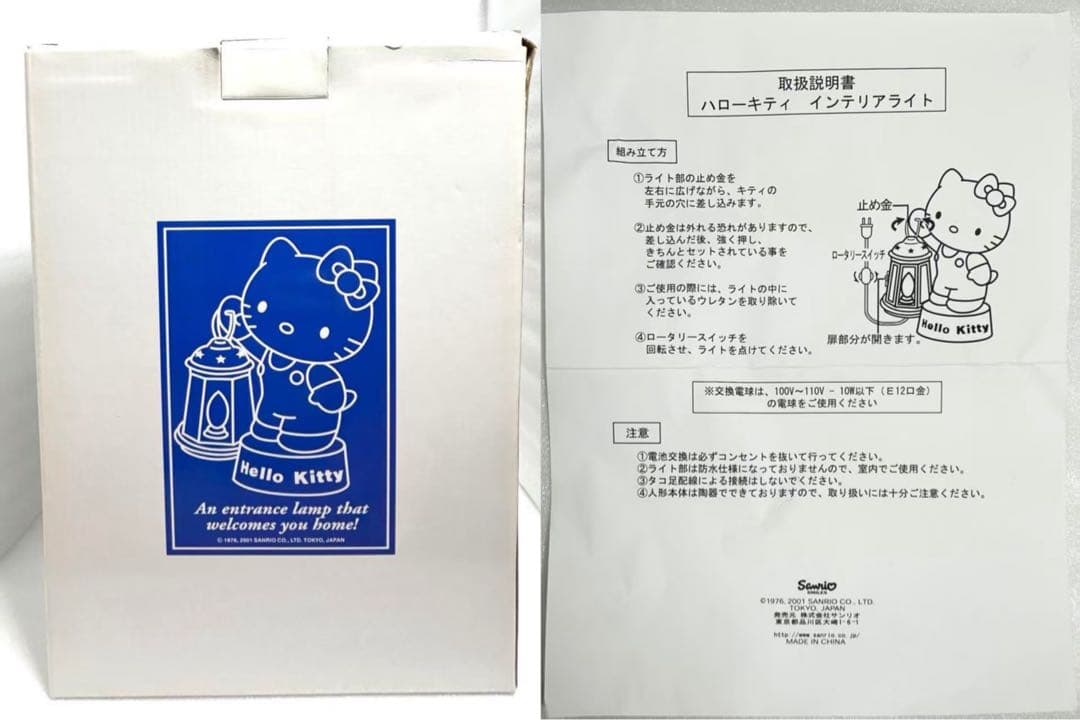 Hello Kitty
An entrance lamp that
welcomes you home!
© 1976, 2001 SANRIO CO., LTD. TOKYO, JAPAN
取扱説明書
ハローキティ インテリアライト
組み立て方
①ライト部の止め金を
左右に広げながら、キティの
手元の穴に差し込みます。
②止め金は外れる恐れがありますので、
差し込んだ後、強く押し、
きちんとセットされている事を
ご確認ください。
③ご使用の際には、ライトの中に
入っているウレタンを取り除いて
ください。
④ロータリースイッチを
回転させ、ライトを点けてください。
止め金
ロータリースイッチ
Hello Kitty
扉部分が開きます。
※交換電球は、100V～110V - 10W以下（E12口金）
の電球をご使用ください
注意
①電池交換は必ずコンセントを抜いて行ってください。
②ライト部は防水仕様になっておりませんので、室内でご使用ください。
③タコ足配線による接続はしないでください。
④人形本体は陶器でできておりますので、取り扱いには十分ご注意ください。
Sanrio
SMILES
©1976, 2001 SANRIO CO., LTD.
TOKYO, JAPAN
発売元 株式会社サンリオ
東京都品川区大崎1-6-1
http://www.sanrio.co.jp/
MADE IN CHINA